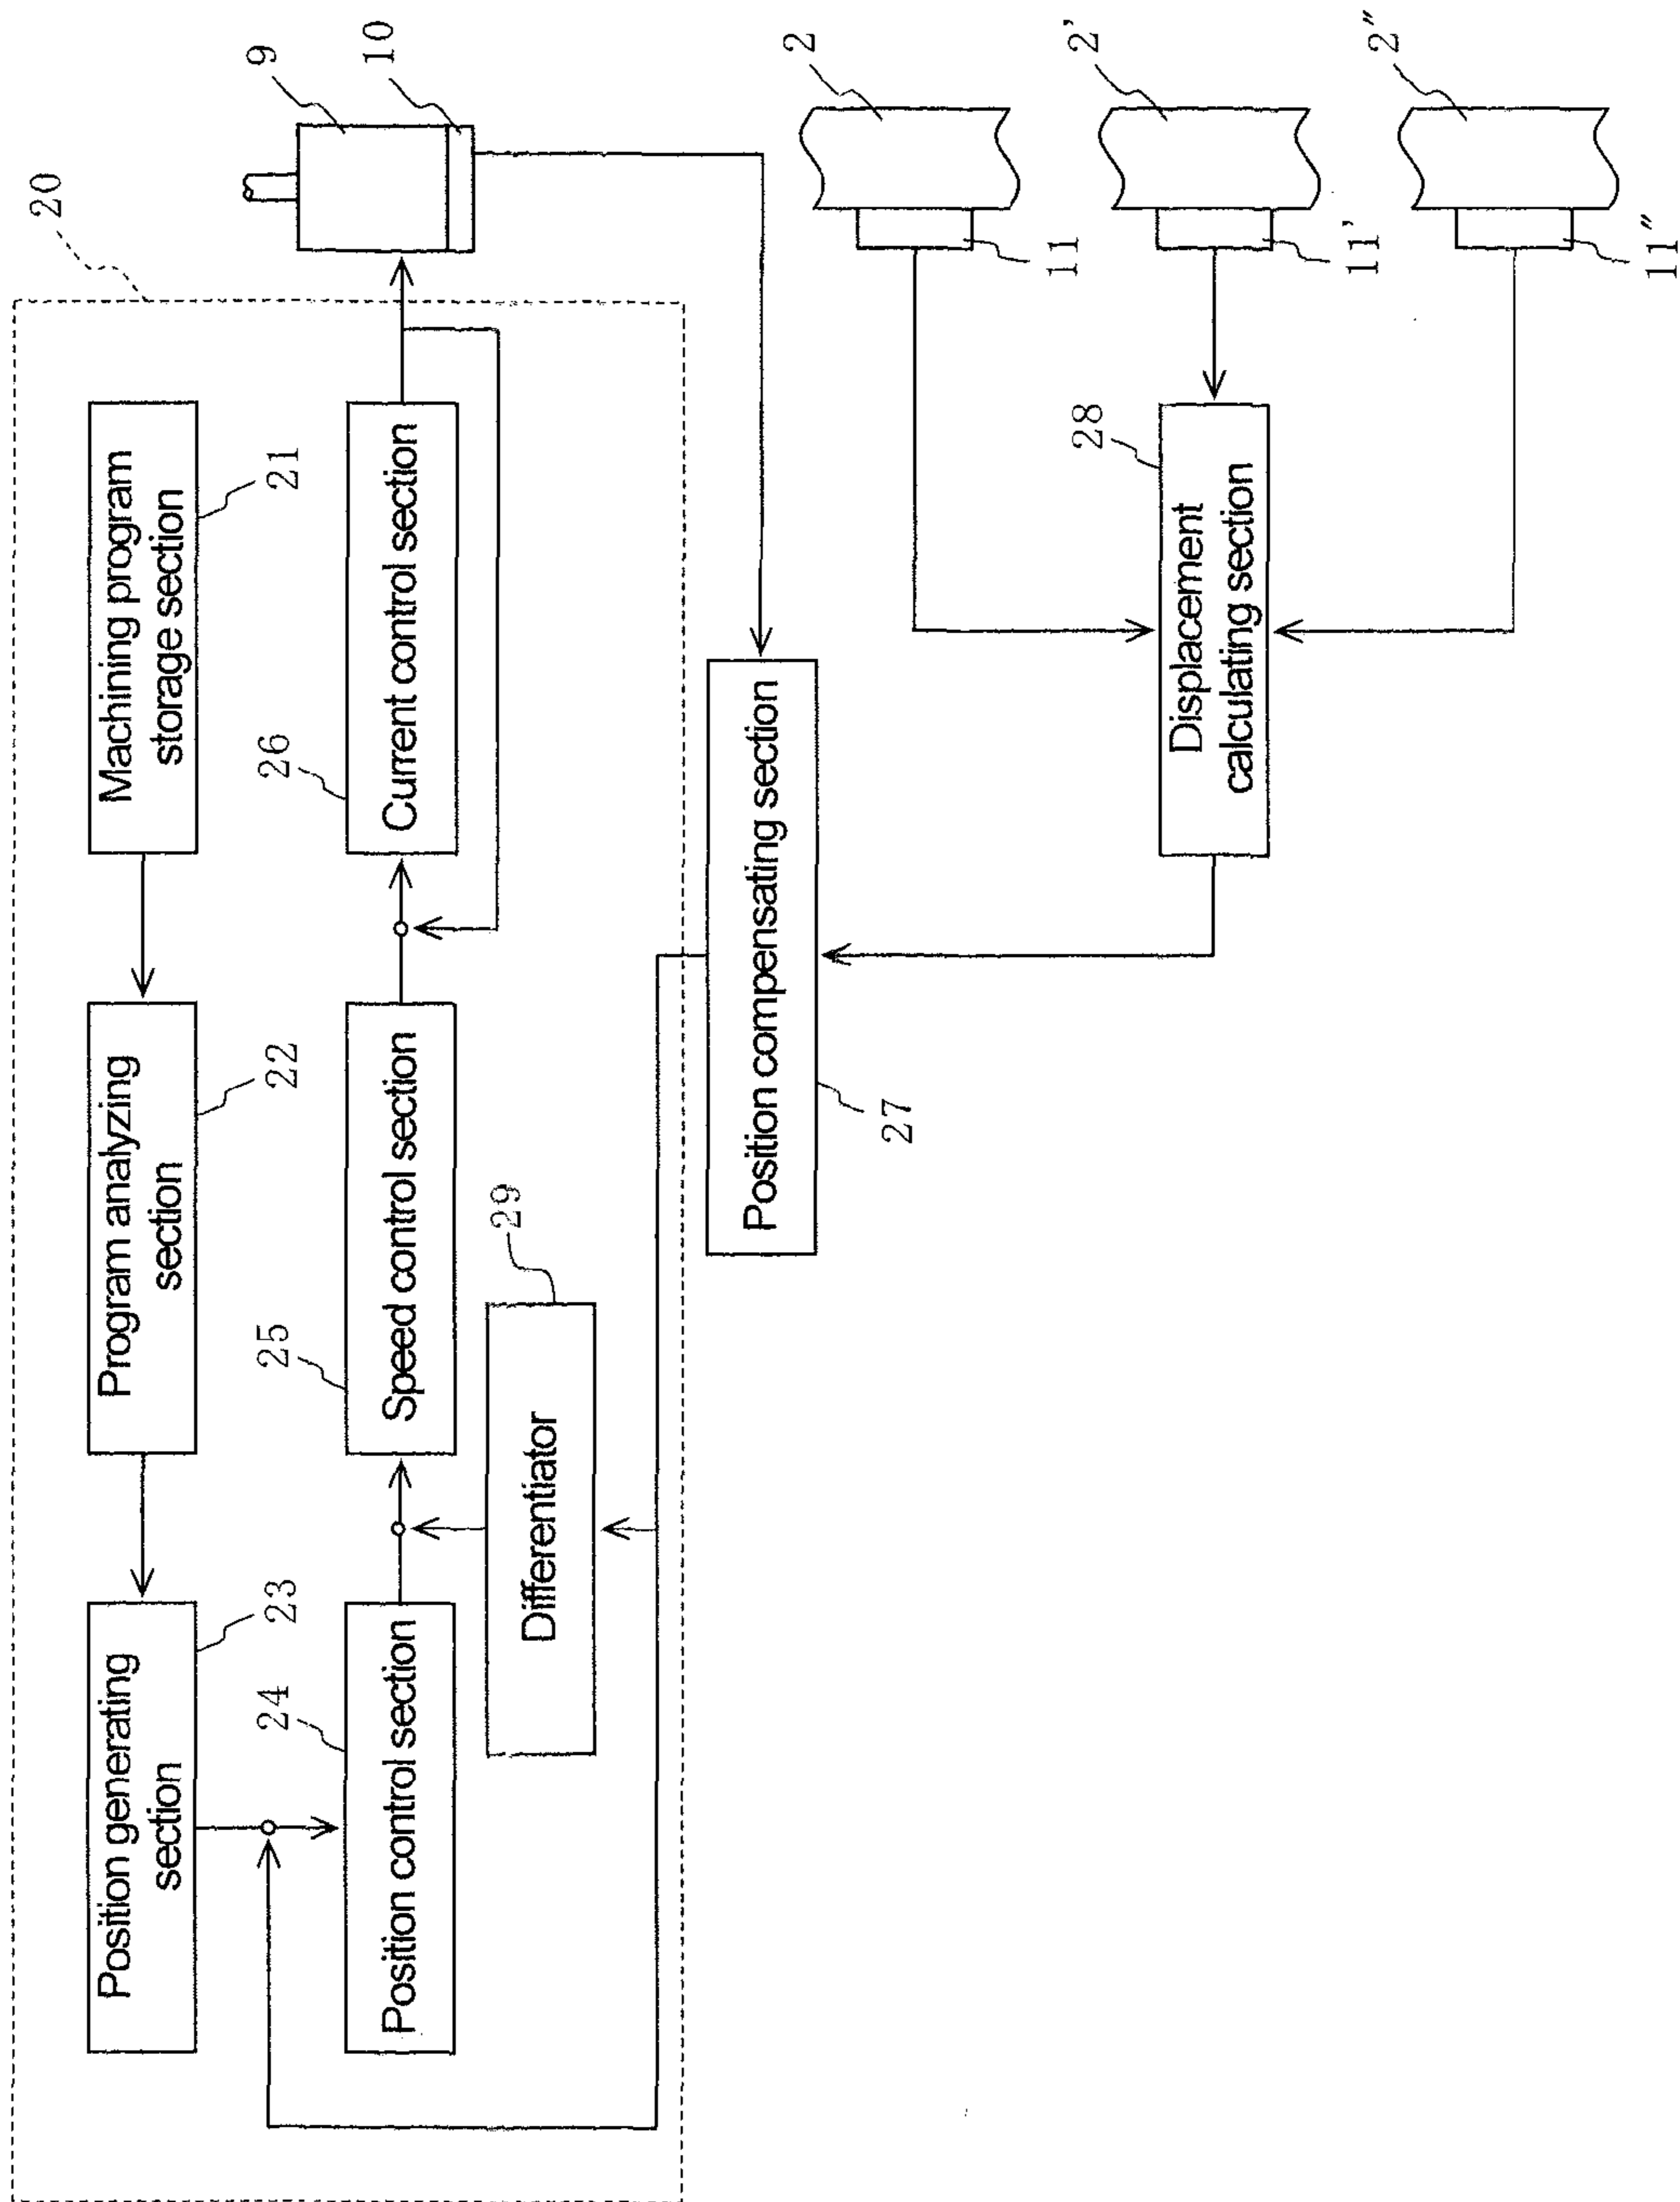 20
Position generating
section
23
Program analyzing
section
22
Machining program
storage section
21
24
Position control section
25
Speed control section
26
Current control section
9
10
Differentiator
29
Position compensating section
27
28
Displacement
calculating section
2
11
2'
11'
2"
11"